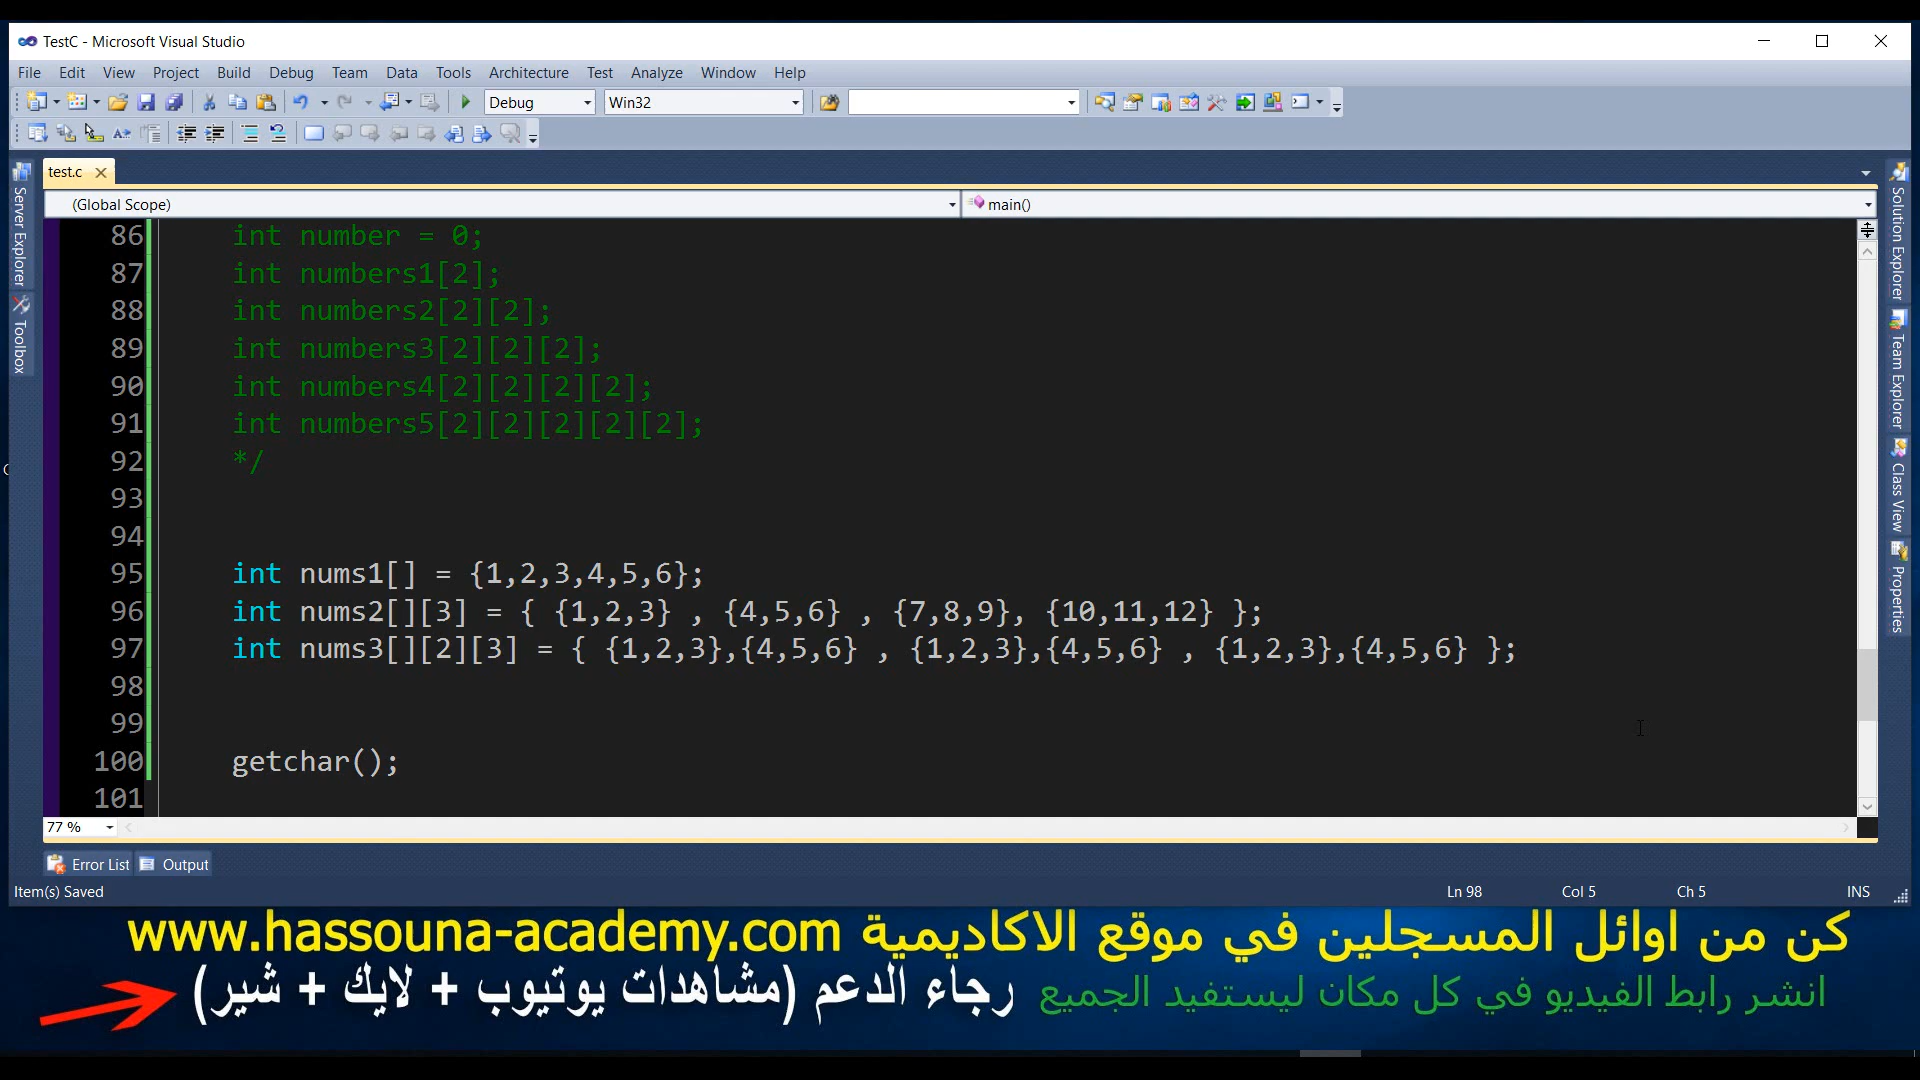 TestC - Microsoft Visual Studio
File Edit View Project Build Debug Team Data Tools Architecture Test Analyze Window Help
Debug Win32
test.c
(Global Scope) main()
Server Explorer
Toolbox
Solution Explorer
Team Explorer
Class View
Properties
86 int number = 0;
87 int numbers1[2];
88 int numbers2[2][2];
89 int numbers3[2][2][2];
90 int numbers4[2][2][2][2];
91 int numbers5[2][2][2][2][2];
92 */
93
94
95 int nums1[] = {1,2,3,4,5,6};
96 int nums2[][3] = { {1,2,3} , {4,5,6} , {7,8,9}, {10,11,12} };
97 int nums3[][2][3] = { {1,2,3},{4,5,6} , {1,2,3},{4,5,6} , {1,2,3},{4,5,6} };
98
99
100 getchar();
101
77 %
Error List Output
Item(s) Saved Ln 98 Col 5 Ch 5 INS
كن من اوائل المسجلين في موقع الاكاديمية www.hassouna-academy.com
انشر رابط الفيديو في كل مكان ليستفيد الجميع رجاء الدعم (مشاهدات يوتيوب + لايك + شير)